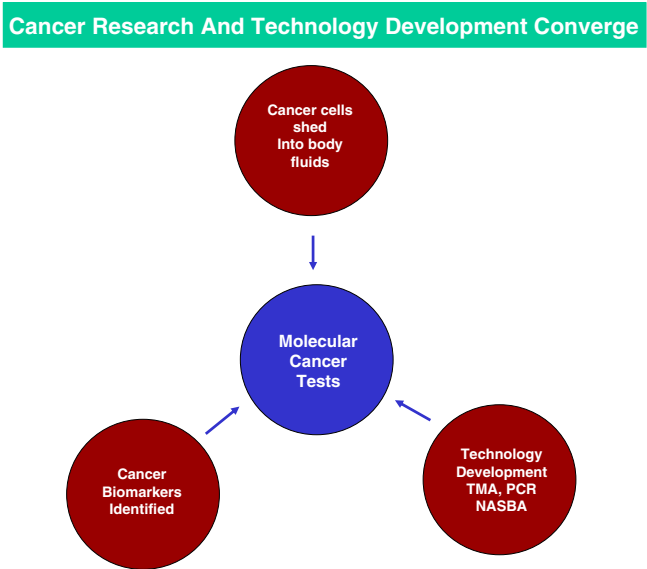 Cancer Research And Technology Development Converge
Cancer cells
shed
Into body
fluids
Molecular
Cancer
Tests
Cancer
Biomarkers
Identified
Technology
Development
TMA, PCR
NASBA